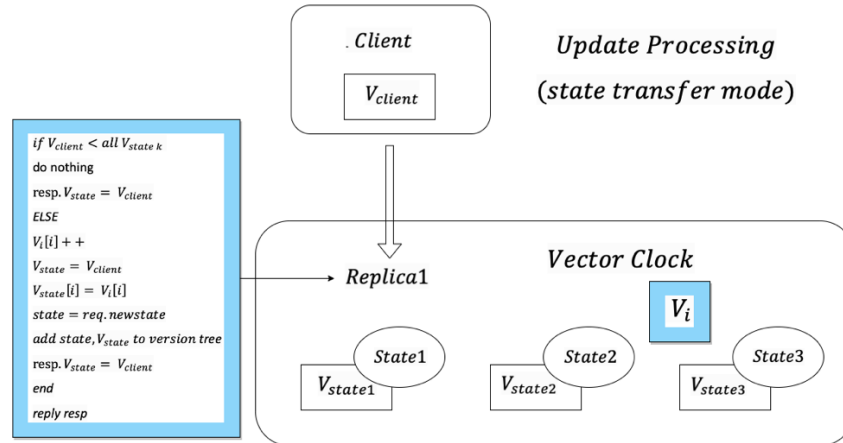 . Client
V_client
Update Processing
(state transfer mode)
if V_client < all V_state k
do nothing
resp. V_state = V_client
ELSE
V_i[i] + +
V_state = V_client
V_state[i] = V_i[i]
state = req.newstate
add state, V_state to version tree
resp. V_state = V_client
end
reply resp
Replica1
Vector Clock
V_i
State1
V_state1
State2
V_state2
State3
V_state3